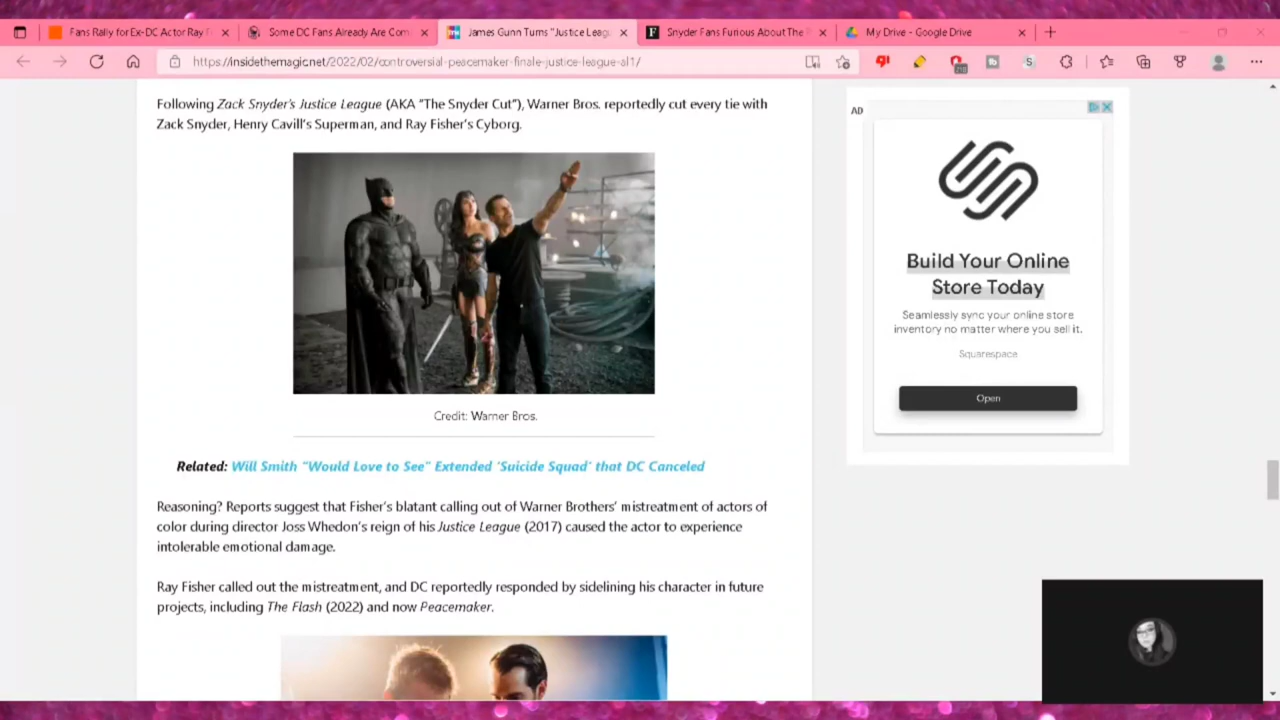 Fans Rally for Ex-DC Actor Ray Fi
Some DC Fans Already Are Com
James Gunn Turns "Justice Leag
Snyder Fans Furious About The P
My Drive - Google Drive
https://insidethemagic.net/2022/02/controversial-peacemaker-finale-justice-league-al1/
Following Zack Snyder's Justice League (AKA "The Snyder Cut"), Warner Bros. reportedly cut every tie with
Zack Snyder, Henry Cavill's Superman, and Ray Fisher's Cyborg.
Credit: Warner Bros.
Related: Will Smith "Would Love to See" Extended 'Suicide Squad' that DC Canceled
Reasoning? Reports suggest that Fisher's blatant calling out of Warner Brothers' mistreatment of actors of
color during director Joss Whedon's reign of his Justice League (2017) caused the actor to experience
intolerable emotional damage.
Ray Fisher called out the mistreatment, and DC reportedly responded by sidelining his character in future
projects, including The Flash (2022) and now Peacemaker.
AD
Build Your Online
Store Today
Seamlessly sync your online store
inventory no matter where you sell it.
Squarespace
Open